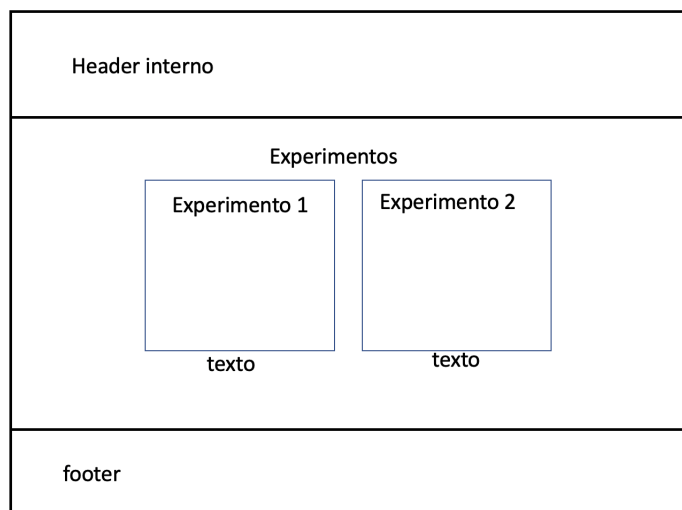 Header interno
Experimentos
Experimento 1
Experimento 2
texto
texto
footer